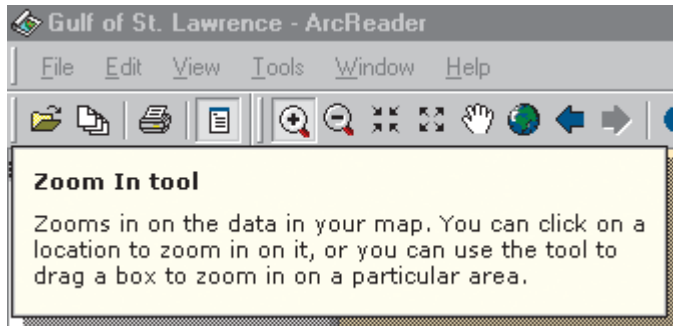 Gulf of St. Lawrence - ArcReader
File Edit View Tools Window Help
Zoom In tool
Zooms in on the data in your map. You can click on a
location to zoom in on it, or you can use the tool to
drag a box to zoom in on a particular area.